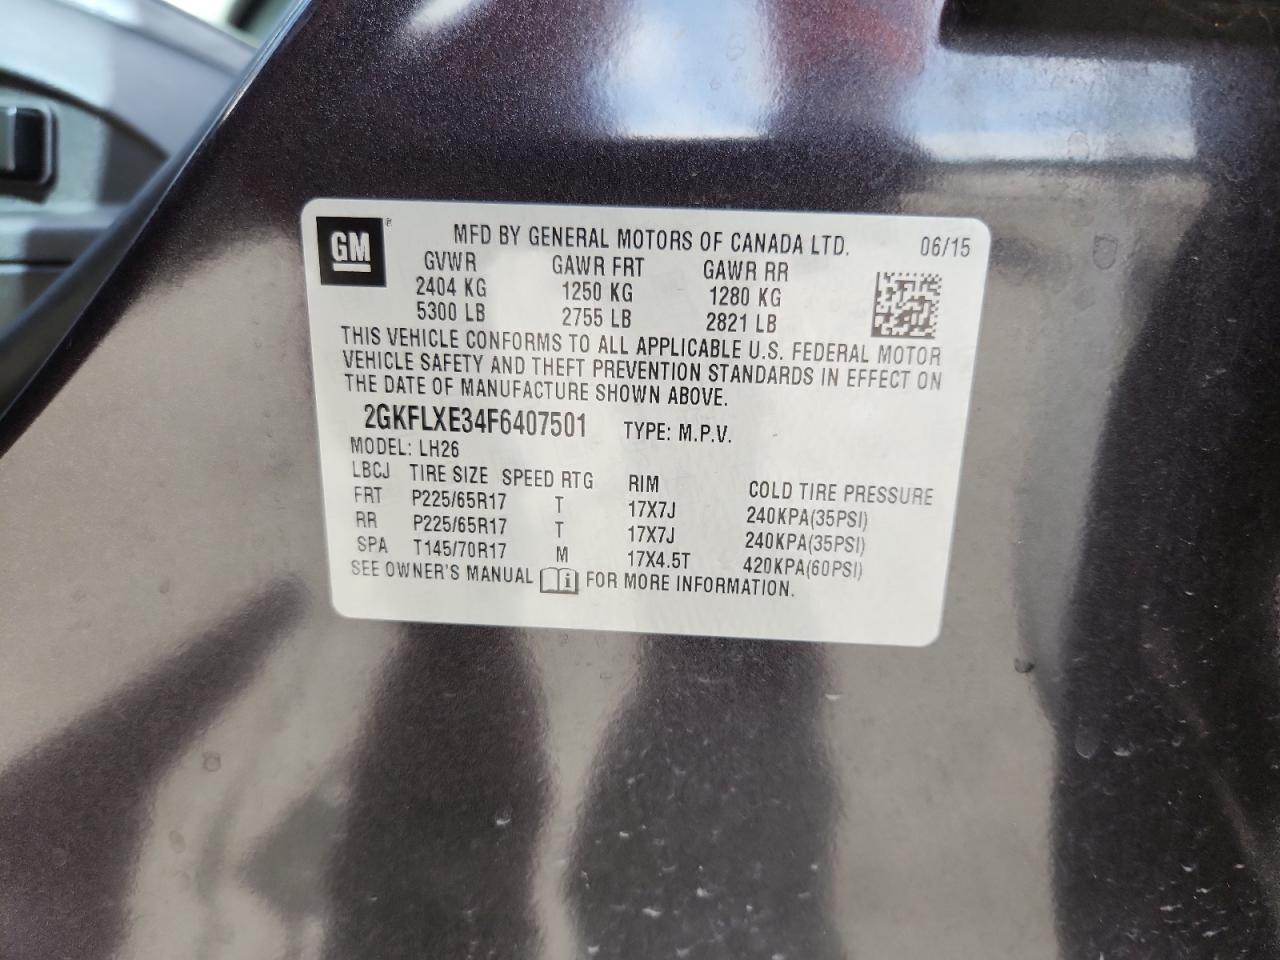 GM ®
MFD BY GENERAL MOTORS OF CANADA LTD. 06/15
GVWR GAWR FRT GAWR RR
2404 KG 1250 KG 1280 KG
5300 LB 2755 LB 2821 LB
THIS VEHICLE CONFORMS TO ALL APPLICABLE U.S. FEDERAL MOTOR
VEHICLE SAFETY AND THEFT PREVENTION STANDARDS IN EFFECT ON
THE DATE OF MANUFACTURE SHOWN ABOVE.
2GKFLXE34F6407501 TYPE: M.P.V.
MODEL: LH26
LBCJ TIRE SIZE SPEED RTG RIM COLD TIRE PRESSURE
FRT P225/65R17 T 17X7J 240KPA(35PSI)
RR P225/65R17 T 17X7J 240KPA(35PSI)
SPA T145/70R17 M 17X4.5T 420KPA(60PSI)
SEE OWNER'S MANUAL i FOR MORE INFORMATION.